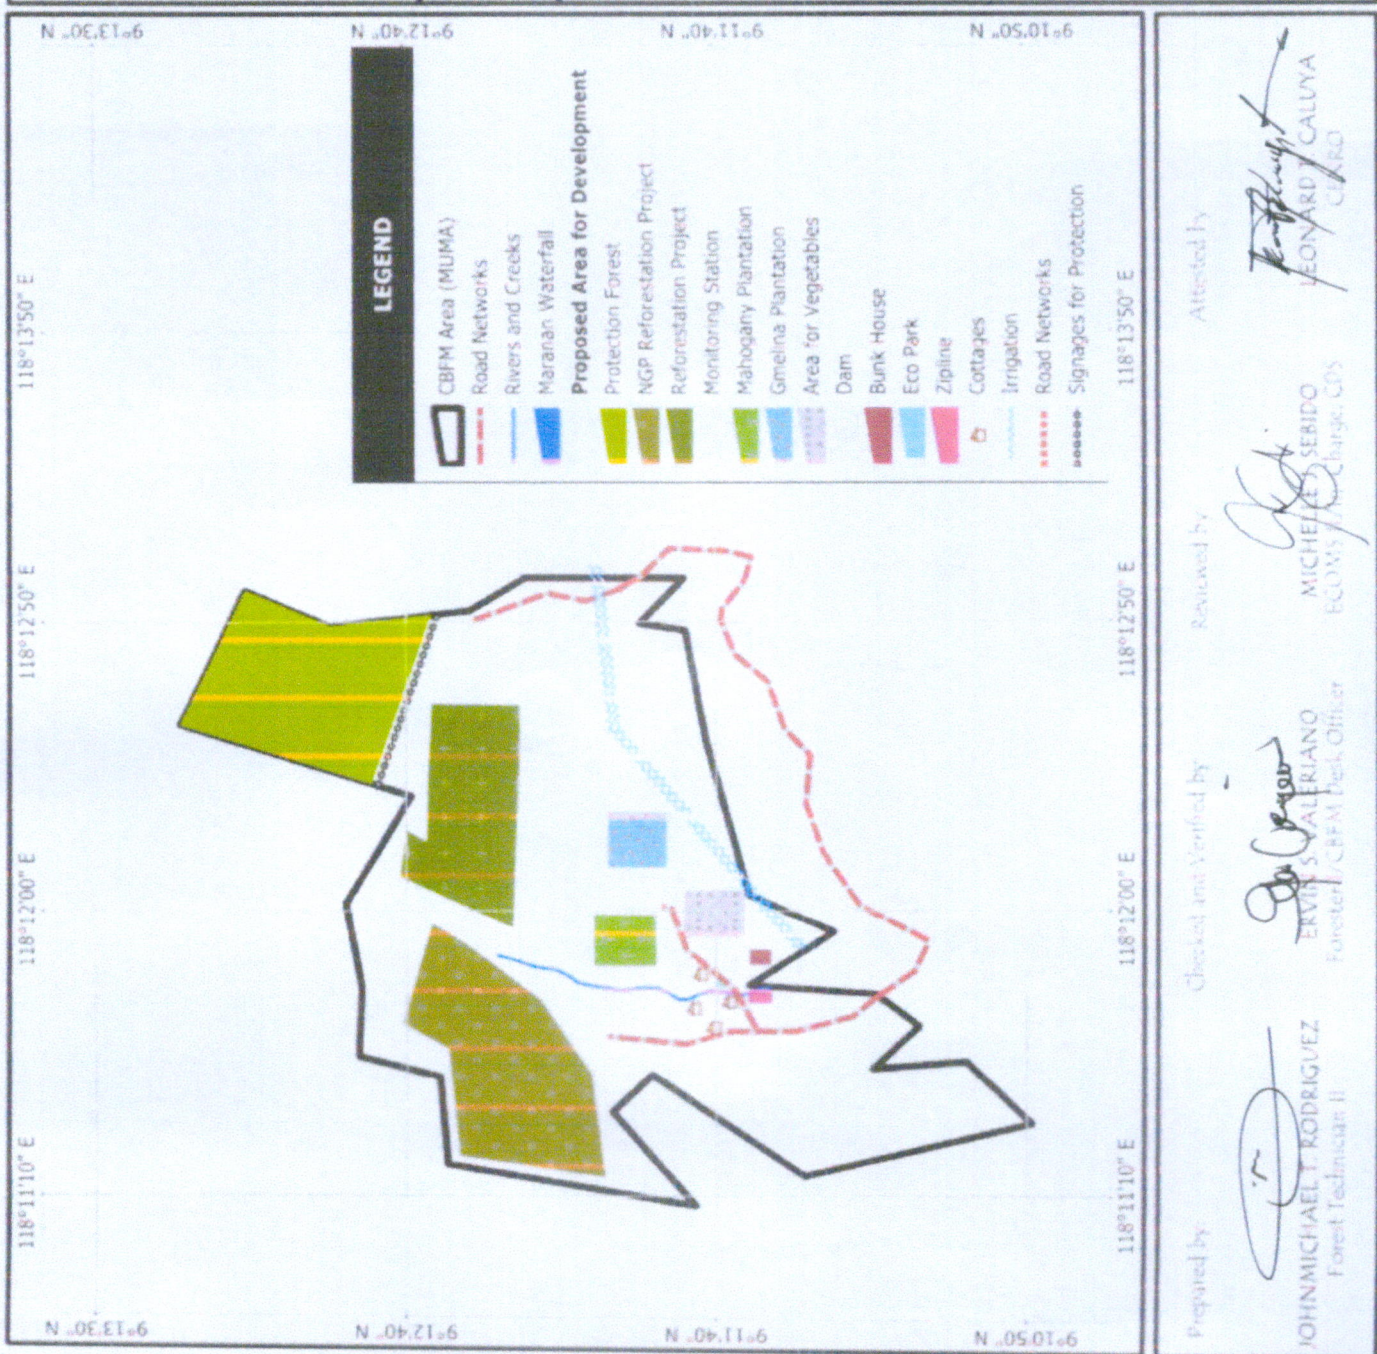 118°11'10" E
118°12'00" E
118°12'50" E
118°13'50" E
9°13'30" N
9°13'30" N
9°12'40" N
9°12'40" N
9°11'40" N
9°11'40" N
9°10'50" N
9°10'50" N
118°11'10" E
118°12'00" E
118°12'50" E
118°13'50" E
LEGEND
CBFM Area (MUMA)
Road Networks
Rivers and Creeks
Maranan Waterfall
Proposed Area for Development
Protection Forest
NGP Reforestation Project
Reforestation Project
Monitoring Station
Mahogany Plantation
Gmelina Plantation
Area for Vegetables
Dam
Bunk House
Eco Park
Zipline
Cottages
Irrigation
Road Networks
Signages for Protection
Prepared by:
JOHNMICHAEL T. RODRIGUEZ
Forest Technician II
Checked and Verified by:
ERVIN S. VALERIANO
Forester I/CBFM Desk Officer
Reviewed by:
MICHELLE J. SEBIDO
Charge, CDS
Attested by:
LEONARD T. CALUYA
CENRO